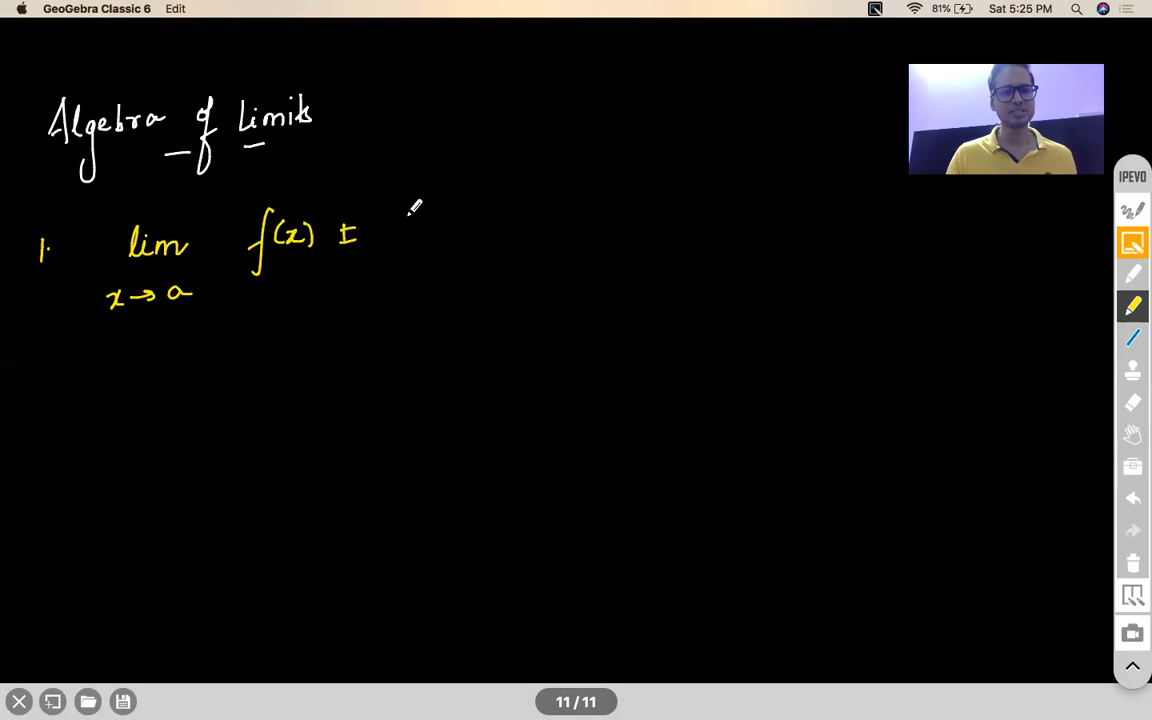 GeoGebra Classic 6 Edit 81% Sat 5:25 PM
Algebra of Limits
IPEVO
1. lim f(x) ±
x → a
11 / 11